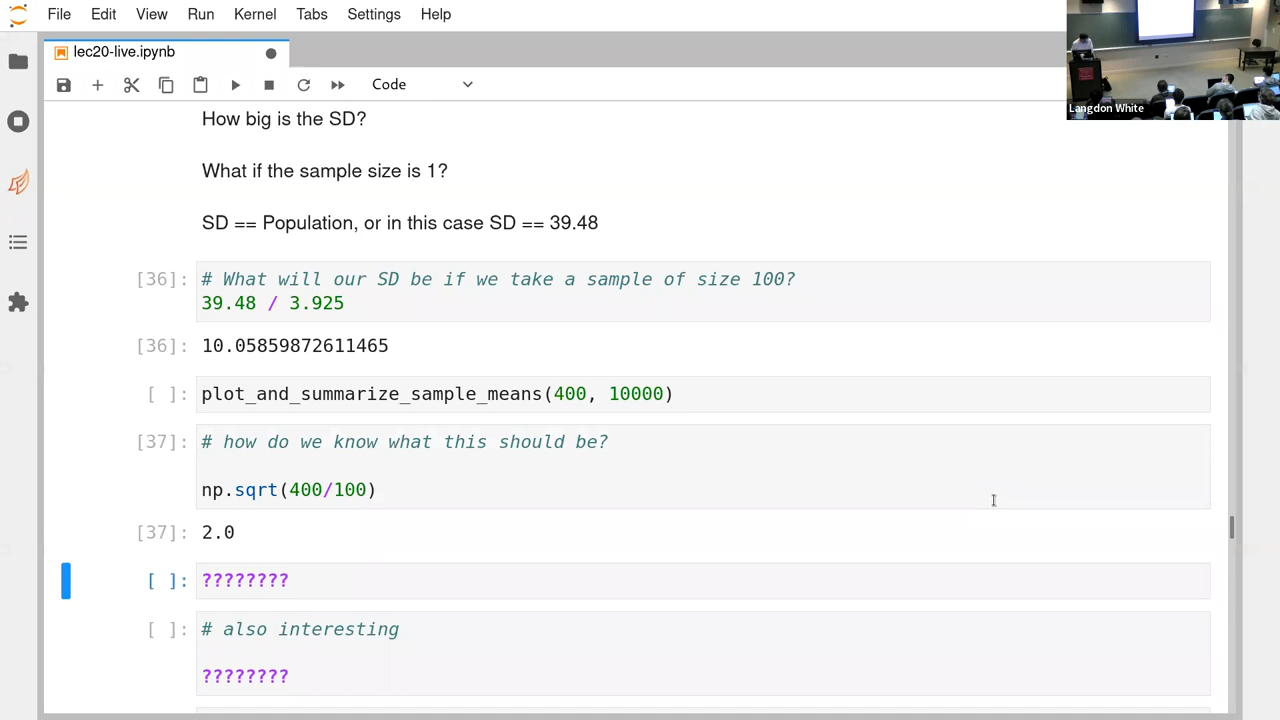 File Edit View Run Kernel Tabs Settings Help
lec20-live.ipynb
Code
Langdon White
How big is the SD?
What if the sample size is 1?
SD == Population, or in this case SD == 39.48
[36]: # What will our SD be if we take a sample of size 100?
39.48 / 3.925
[36]: 10.05859872611465
[ ]: plot_and_summarize_sample_means(400, 10000)
[37]: # how do we know what this should be?
np.sqrt(400/100)
[37]: 2.0
[ ]: ????????
[ ]: # also interesting
????????